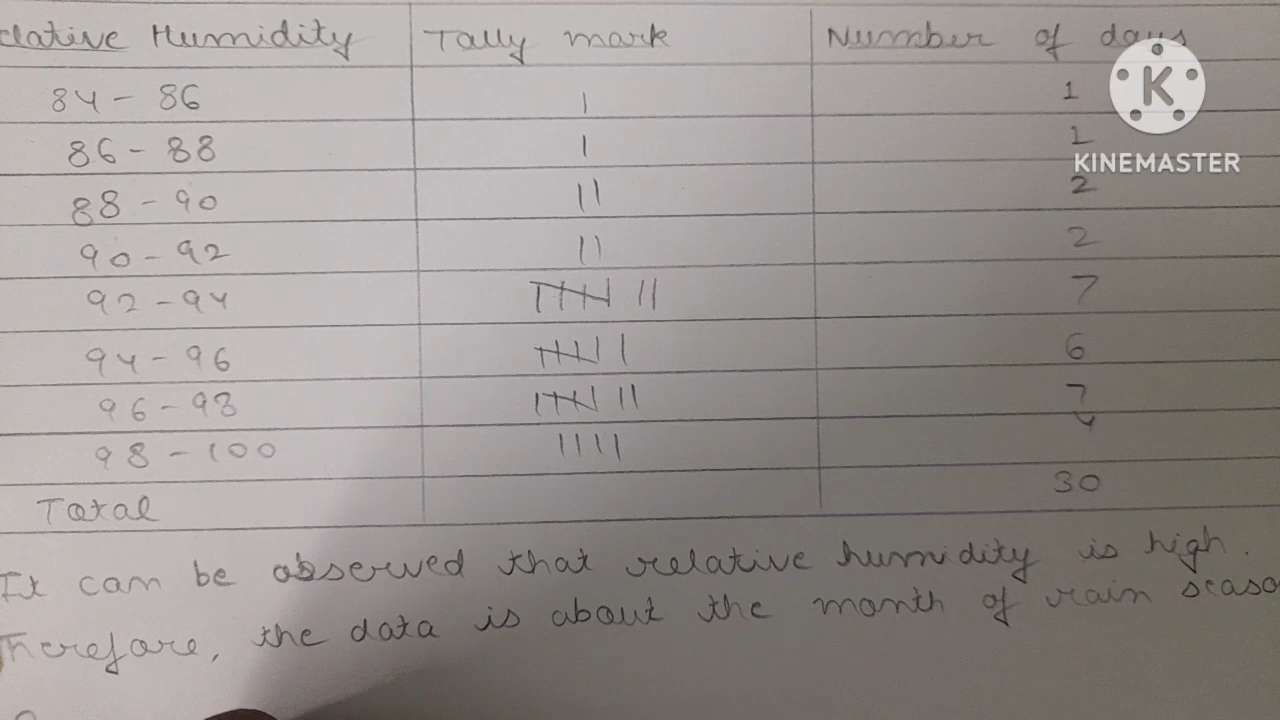 elative Humidity Tally mark Number of days
84 - 86 | 1
86 - 88 | 1
88 - 90 || 2
90 - 92 || 2
92 - 94 |||| || 7
94 - 96 |||| | 6
96 - 98 |||| || 7
98 - 100 |||| 4
Total 30
It can be observed that relative humidity is high.
Therefore, the data is about the month of rain seaso
K
KINEMASTER